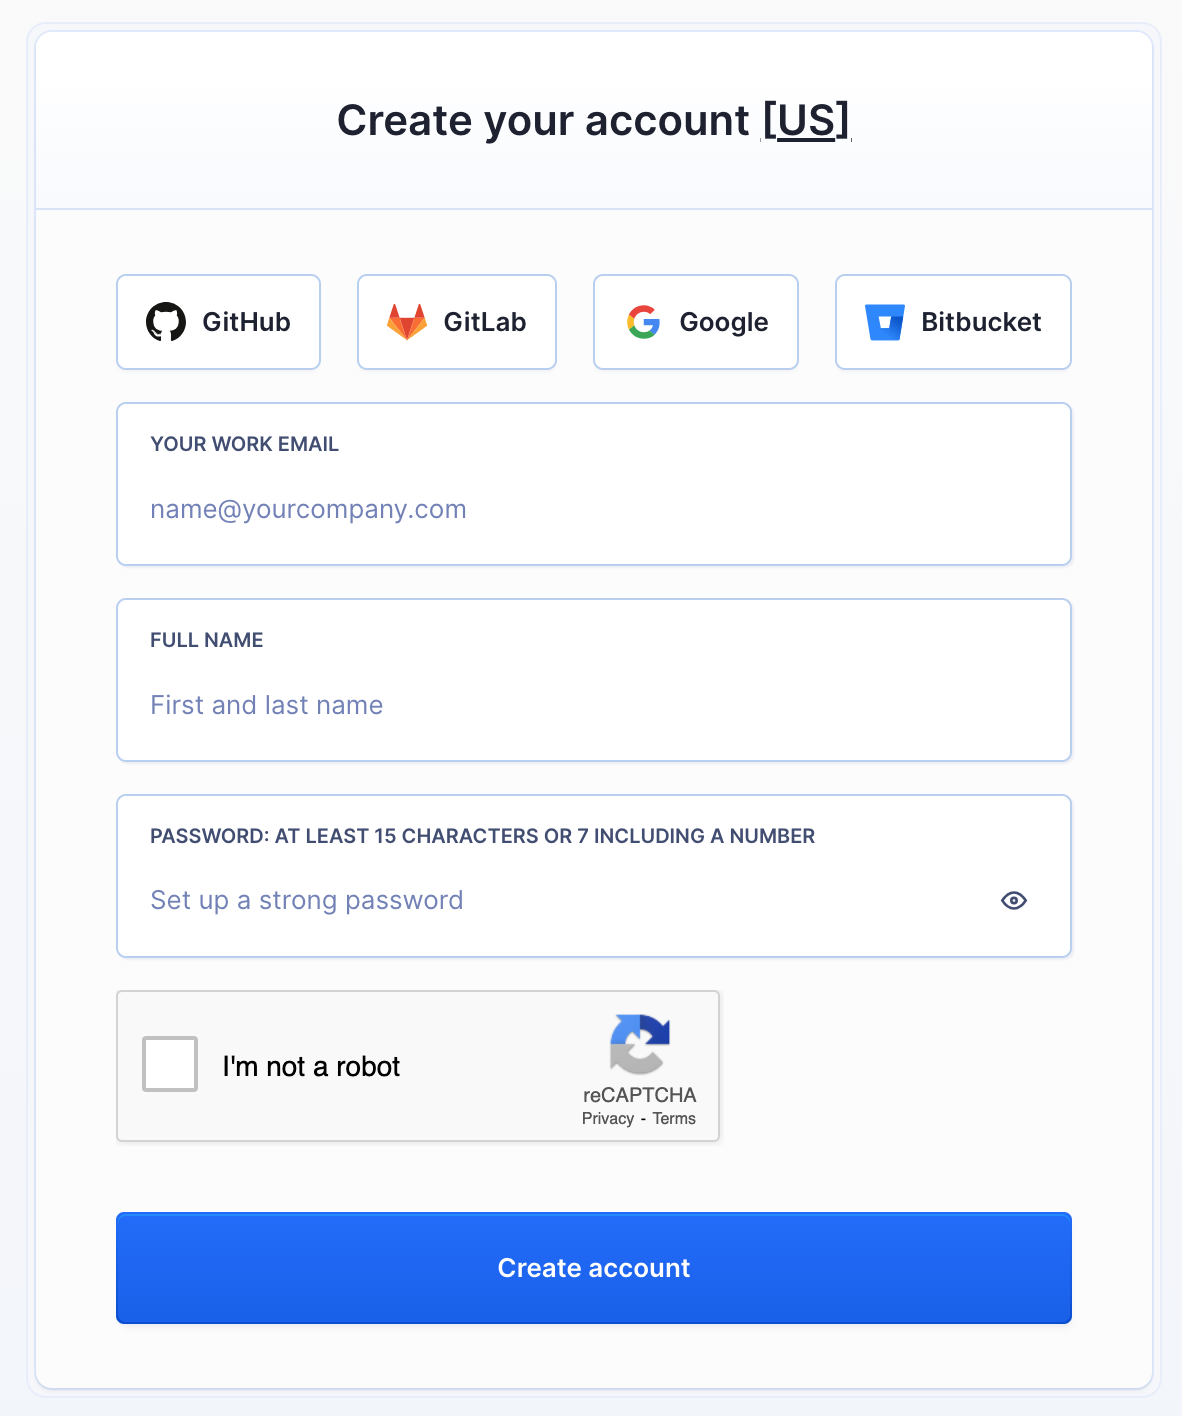 Create your account [US]
GitHub GitLab Google Bitbucket
YOUR WORK EMAIL
name@yourcompany.com
FULL NAME
First and last name
PASSWORD: AT LEAST 15 CHARACTERS OR 7 INCLUDING A NUMBER
Set up a strong password
I'm not a robot
reCAPTCHA
Privacy - Terms
Create account